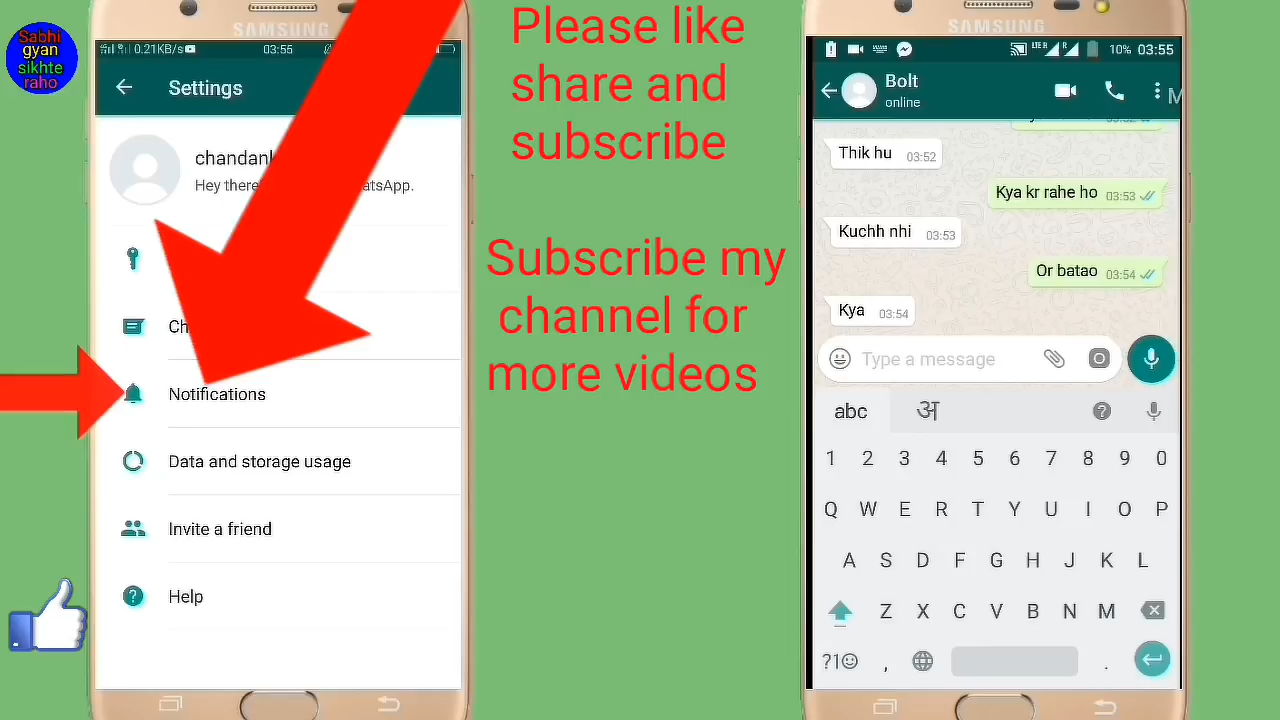 Sabhi
gyan
sikhte
raho
SAMSUNG
0.21KB/s
03:55
Settings
Hey there
Notifications
Data and storage usage
Invite a friend
Help
Please like
share and
subscribe
Subscribe my
channel for
more videos
SAMSUNG
LTE R R 10% 03:55
Bolt
online
M
Thik hu 03:52
Kya kr rahe ho 03:53
Kuchh nhi 03:53
Or batao 03:54
Kya 03:54
Type a message
abc अ
1 2 3 4 5 6 7 8 9 0
Q W E R T Y U I O P
A S D F G H J K L
Z X C V B N M
?1 , .